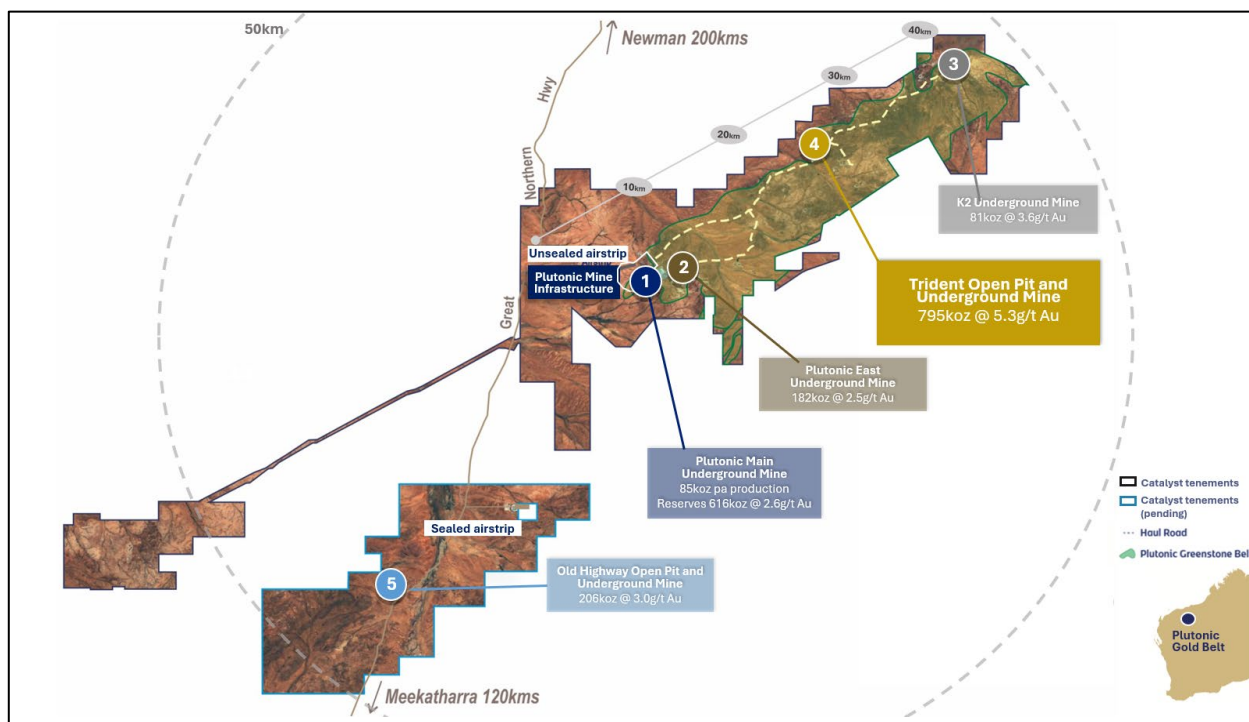 50km
Newman 200kms
Hwy
Northern
Great
40km
30km
20km
10km
3
4
2
1
5
K2 Underground Mine
81koz @ 3.6g/t Au
Unsealed airstrip
Plutonic Mine
Infrastructure
Trident Open Pit and
Underground Mine
795koz @ 5.3g/t Au
Plutonic East
Underground Mine
182koz @ 2.5g/t Au
Plutonic Main
Underground Mine
85koz pa production
Reserves 616koz @ 2.6g/t Au
Sealed airstrip
Old Highway Open Pit and
Underground Mine
206koz @ 3.0g/t Au
Meekatharra 120kms
Catalyst tenements
Catalyst tenements
(pending)
Haul Road
Plutonic Greenstone Bel
Plutonic
Gold Belt